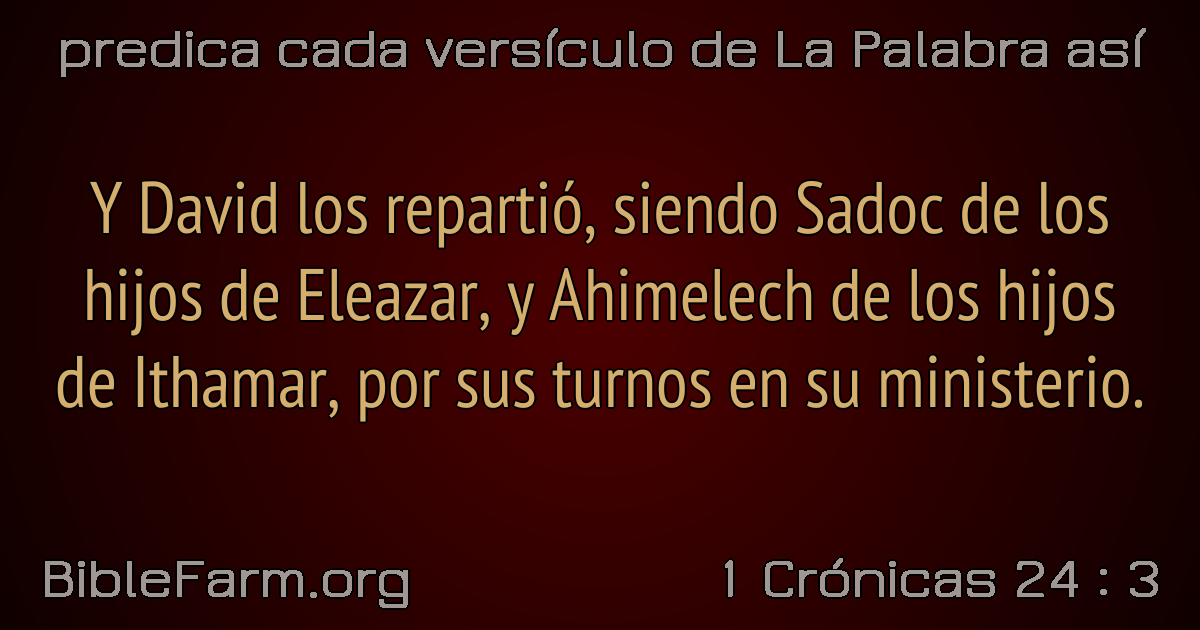 predica cada versículo de La Palabra así
Y David los repartió, siendo Sadoc de los
hijos de Eleazar, y Ahimelech de los hijos
de Ithamar, por sus turnos en su ministerio.
BibleFarm.org
1 Crónicas 24 : 3